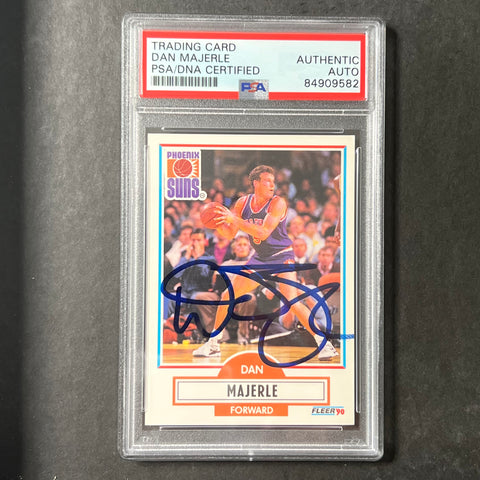 TRADING CARD
DAN MAJERLE
PSA/DNA CERTIFIED
AUTHENTIC
AUTO
84909582
PSA
PHOENIX
SUNS
DAN
MAJERLE
FORWARD
FLEER '90